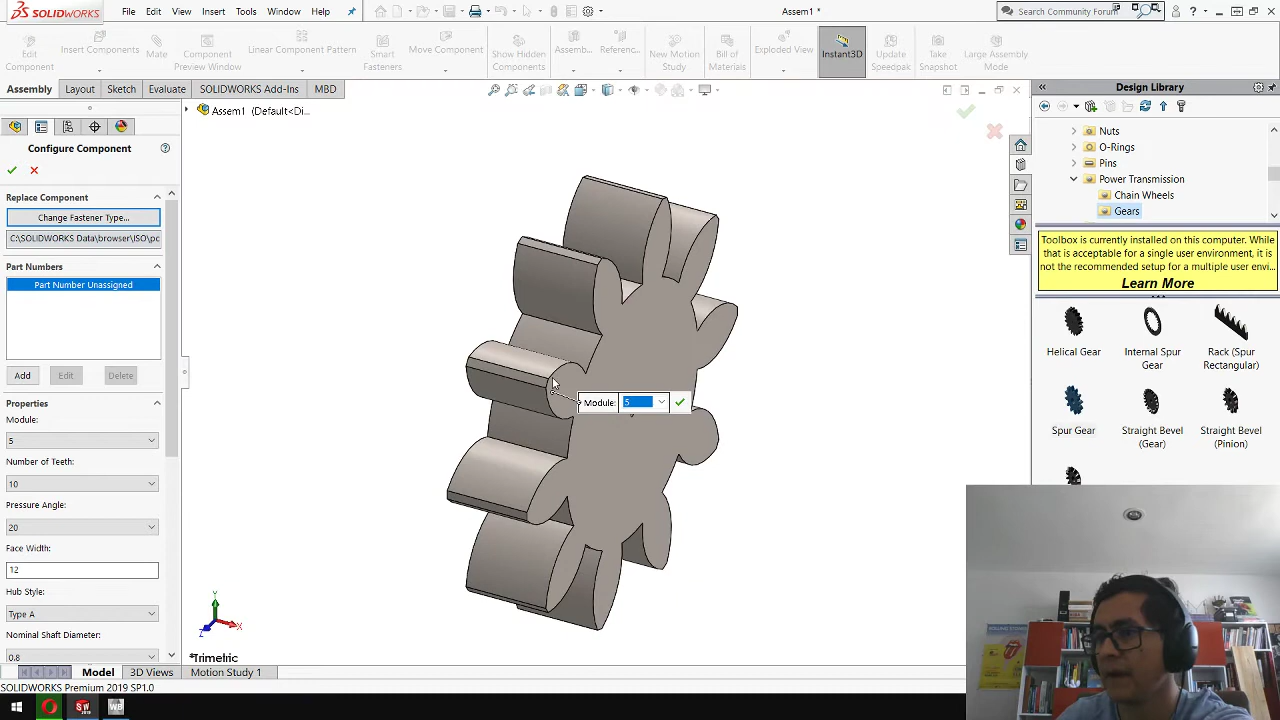 SOLIDWORKS
File Edit View Insert Tools Window Help
Assem1 *
Search Community Forum
Edit Component
Insert Components
Mate
Component Preview Window
Linear Component Pattern
Smart Fasteners
Move Component
Show Hidden Components
Assemb...
Referenc...
New Motion Study
Bill of Materials
Exploded View
Instant3D
Update Speedpak
Take Snapshot
Large Assembly Mode
Assembly Layout Sketch Evaluate SOLIDWORKS Add-Ins MBD
Design Library
Assem1 (Default<Di...
Configure Component
Replace Component
Change Fastener Type...
C:\SOLIDWORKS Data\browser\ISO\pc
Part Numbers
Part Number Unassigned
Add Edit Delete
Properties
Module:
5
Number of Teeth:
10
Pressure Angle:
20
Face Width:
12
Hub Style:
Type A
Nominal Shaft Diameter:
0.8
Module: 5
Y
X
Z
*Trimetric
Nuts
O-Rings
Pins
Power Transmission
Chain Wheels
Gears
Toolbox is currently installed on this computer. While
that is acceptable for a single user environment, it is
not the recommended setup for a multiple user envi...
Learn More
Helical Gear
Internal Spur Gear
Rack (Spur Rectangular)
Spur Gear
Straight Bevel (Gear)
Straight Bevel (Pinion)
Model 3D Views Motion Study 1
SOLIDWORKS Premium 2019 SP1.0